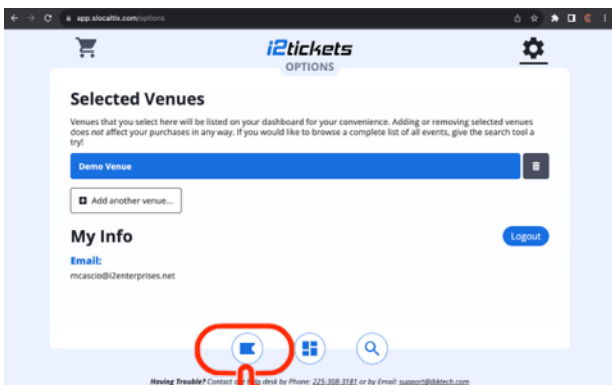 app.slocaltix.com/options
i2tickets
OPTIONS
Selected Venues
Venues that you select here will be listed on your dashboard for your convenience. Adding or removing selected venues
does not affect your purchases in any way. If you would like to browse a complete list of all events, give the search tool a
try!
Demo Venue
Add another venue...
My Info
Logout
Email:
mcascio@i2enterprises.net
Having Trouble? Contact our help desk by Phone: 225-308-3181 or by Email: support@ibktech.com